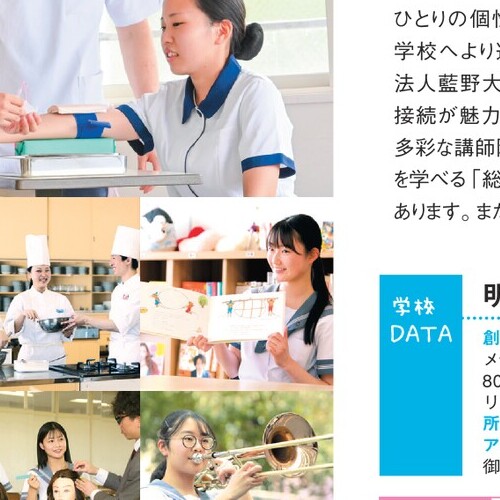 ひとりの個性
学校へより
法人藍野大
接続が魅力
多彩な講師
を学べる「総
あります。また
学校
DATA
明
創
メ
80
リ
所
ア
御